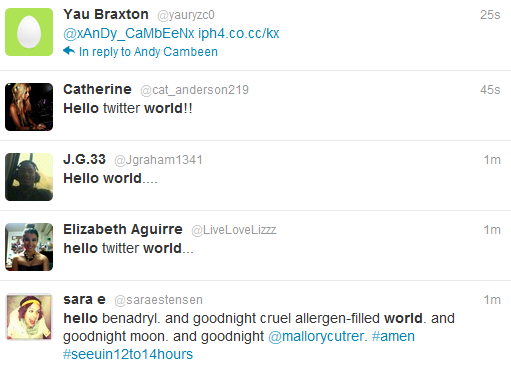 Yau Braxton @yauryzc0 25s
@xAnDy_CaMbEeNx iph4.co.cc/kx
In reply to Andy Cambeen
Catherine @cat_anderson219 45s
Hello twitter world!!
J.G.33 @Jgraham1341 1m
Hello world....
Elizabeth Aguirre @LiveLoveLizzz 1m
hello twitter world...
sara e @saraestensen 1m
hello benadryl. and goodnight cruel allergen-filled world. and
goodnight moon. and goodnight @mallorycutrer. #amen
#seeuin12to14hours